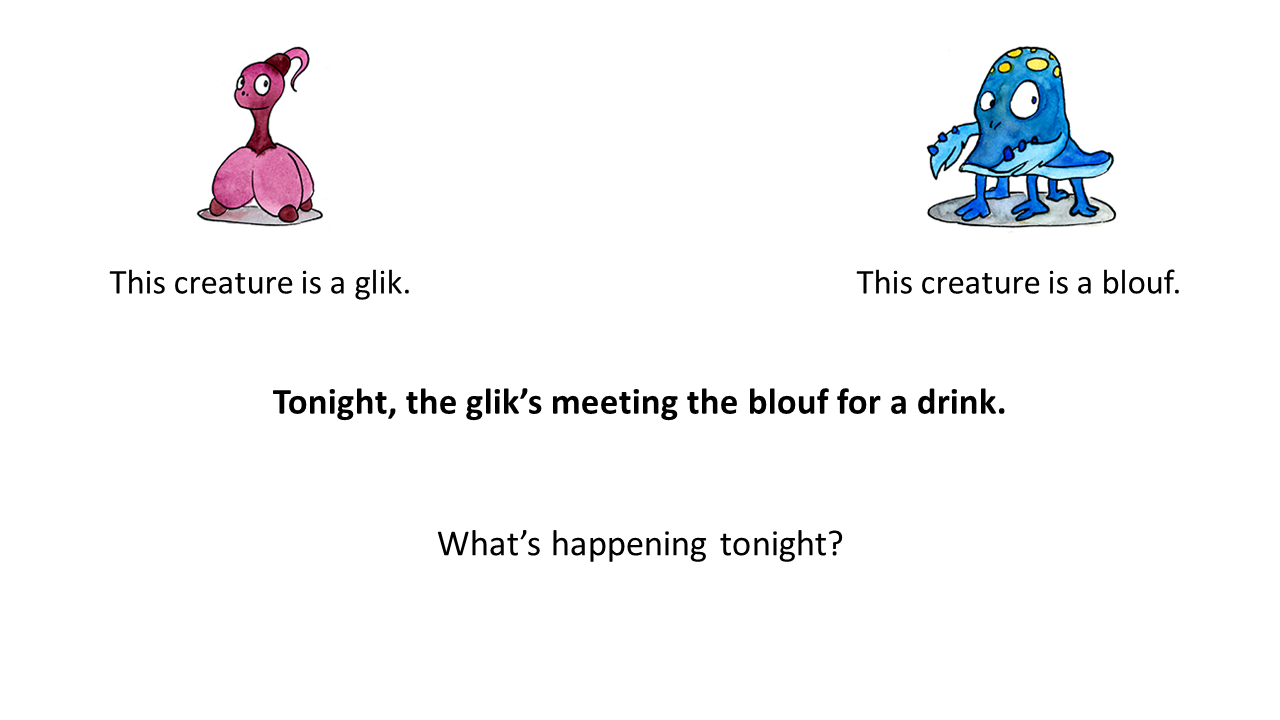 This creature is a glik.
This creature is a blouf.
Tonight, the glik’s meeting the blouf for a drink.
What’s happening tonight?